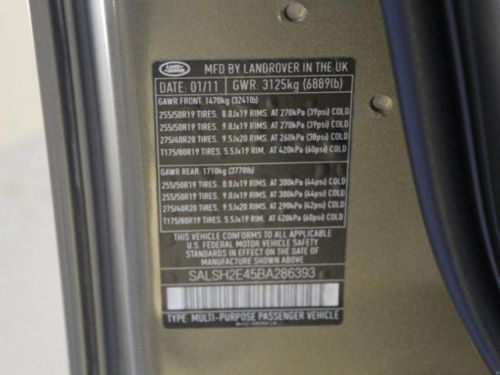 LAND ROVER
MFD BY LANDROVER IN THE UK
DATE: 01/11 GWR. 3125kg (6889lb)
GAWR FRONT. 1470kg (3241lb)
255/50R19 TIRES. 8.0Jx19 RIMS. AT 270kPa (39psi) COLD
255/50R19 TIRES. 9.0Jx19 RIMS. AT 270kPa (39psi) COLD
275/40R20 TIRES. 9.5Jx20 RIMS. AT 260kPa (38psi) COLD
T175/80R19 TIRES. 5.5Jx19 RIM. AT 420kPa (60psi) COLD
GAWR REAR. 1710kg (3770lb)
255/50R19 TIRES. 8.0Jx19 RIMS. AT 300kPa (44psi) COLD
255/50R19 TIRES. 9.0Jx19 RIMS. AT 300kPa (44psi) COLD
275/40R20 TIRES. 9.5Jx20 RIMS. AT 290kPa (42psi) COLD
T175/80R19 TIRES. 5.5Jx19 RIM. AT 420kPa (60psi) COLD
THIS VEHICLE CONFORMS TO ALL APPLICABLE
U.S. FEDERAL MOTOR VEHICLE SAFETY
STANDARDS IN EFFECT ON THE DATE OF
MANUFACTURE SHOWN ABOVE
SALSH2E45BA286393
TYPE: MULTI-PURPOSE PASSENGER VEHICLE